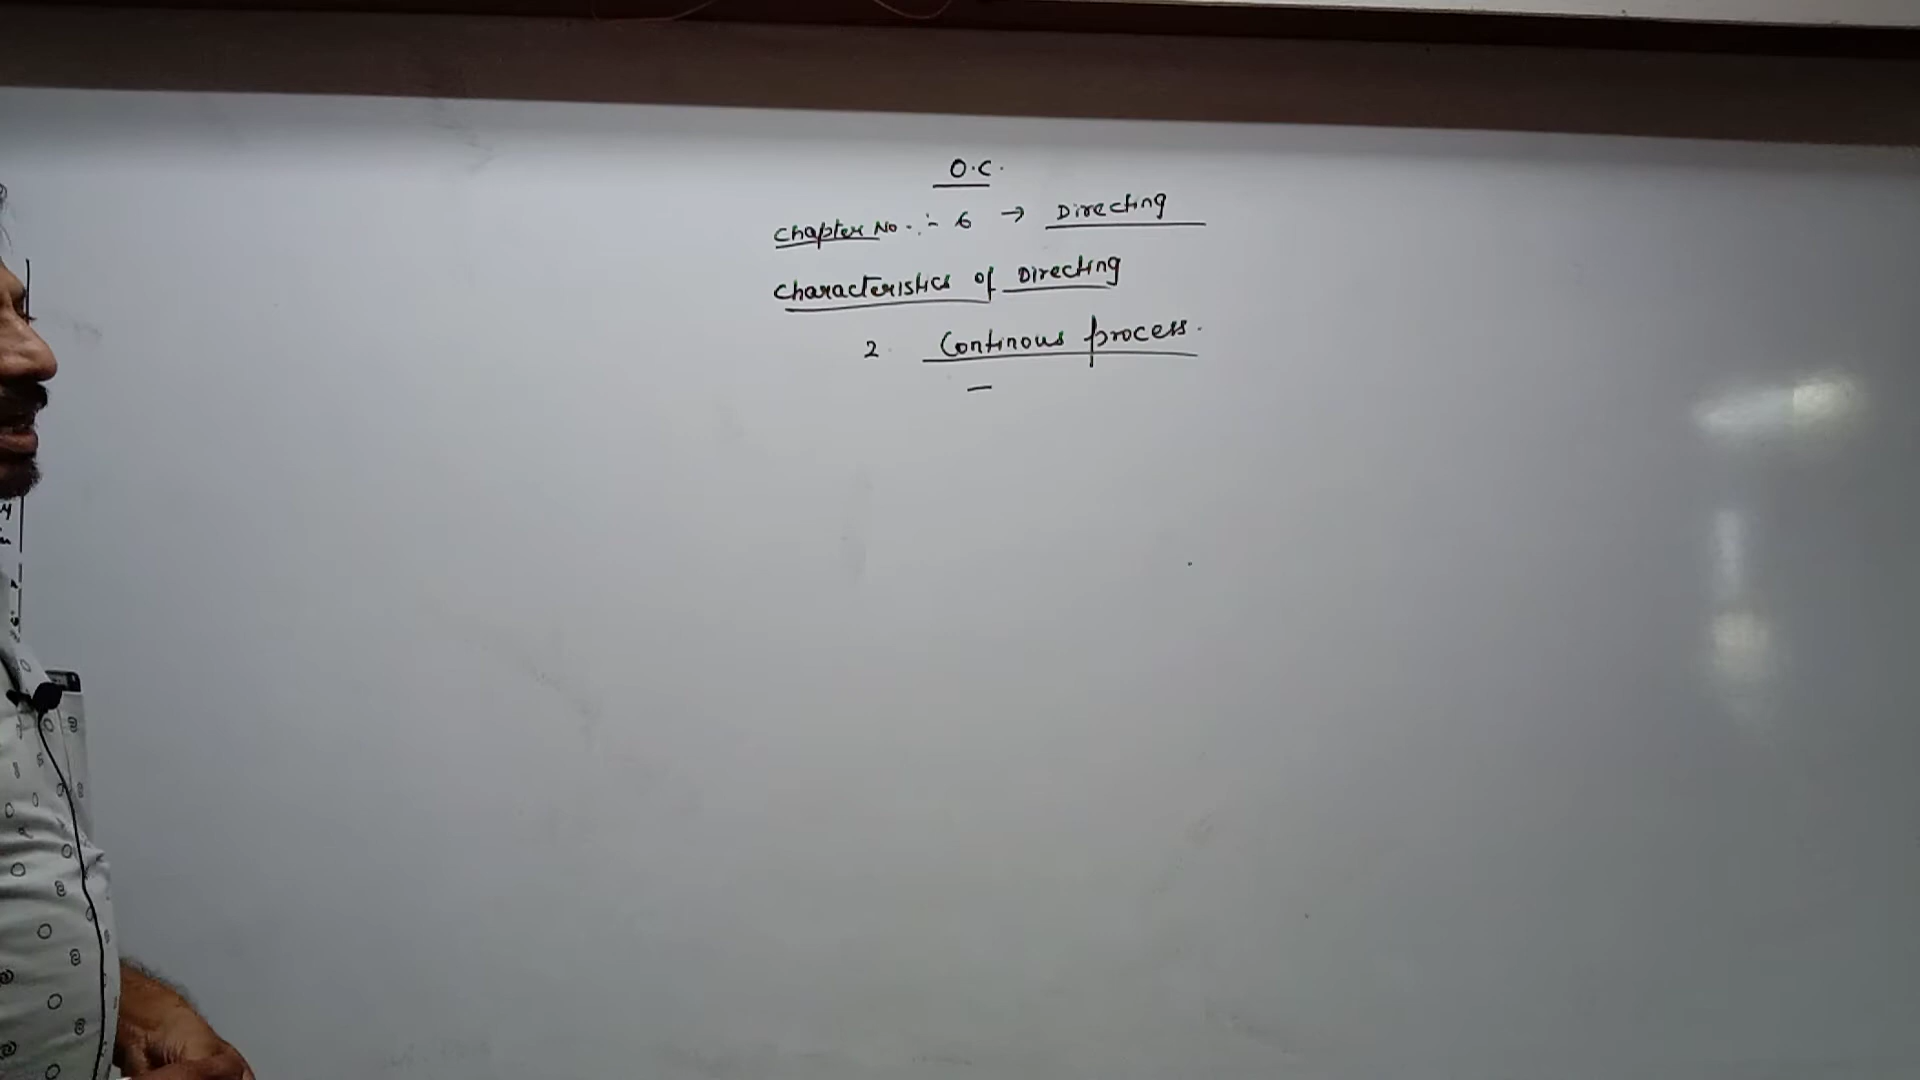 O.C.
Chapter No. :- 6 → Directing
Characteristics of Directing
2 Continous process.